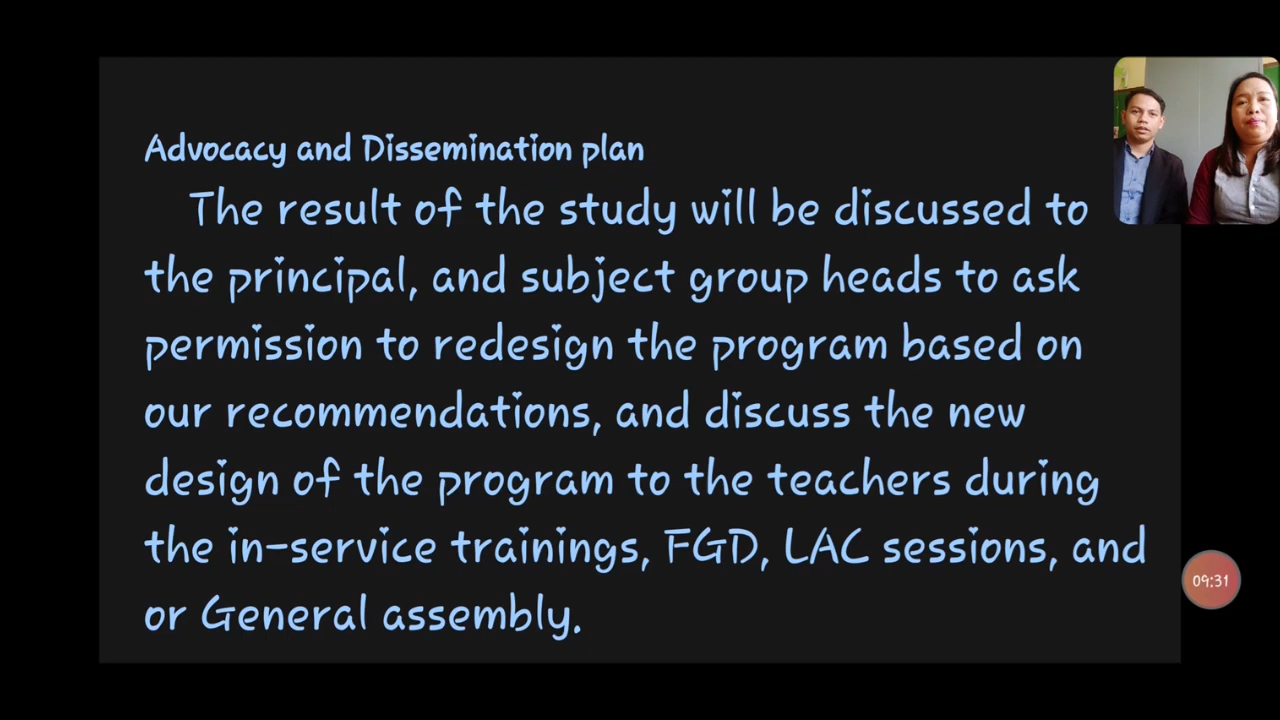 Advocacy and Dissemination plan
The result of the study will be discussed to
the principal, and subject group heads to ask
permission to redesign the program based on
our recommendations, and discuss the new
design of the program to the teachers during
the in-service trainings, FGD, LAC sessions, and
or General assembly.
09:31